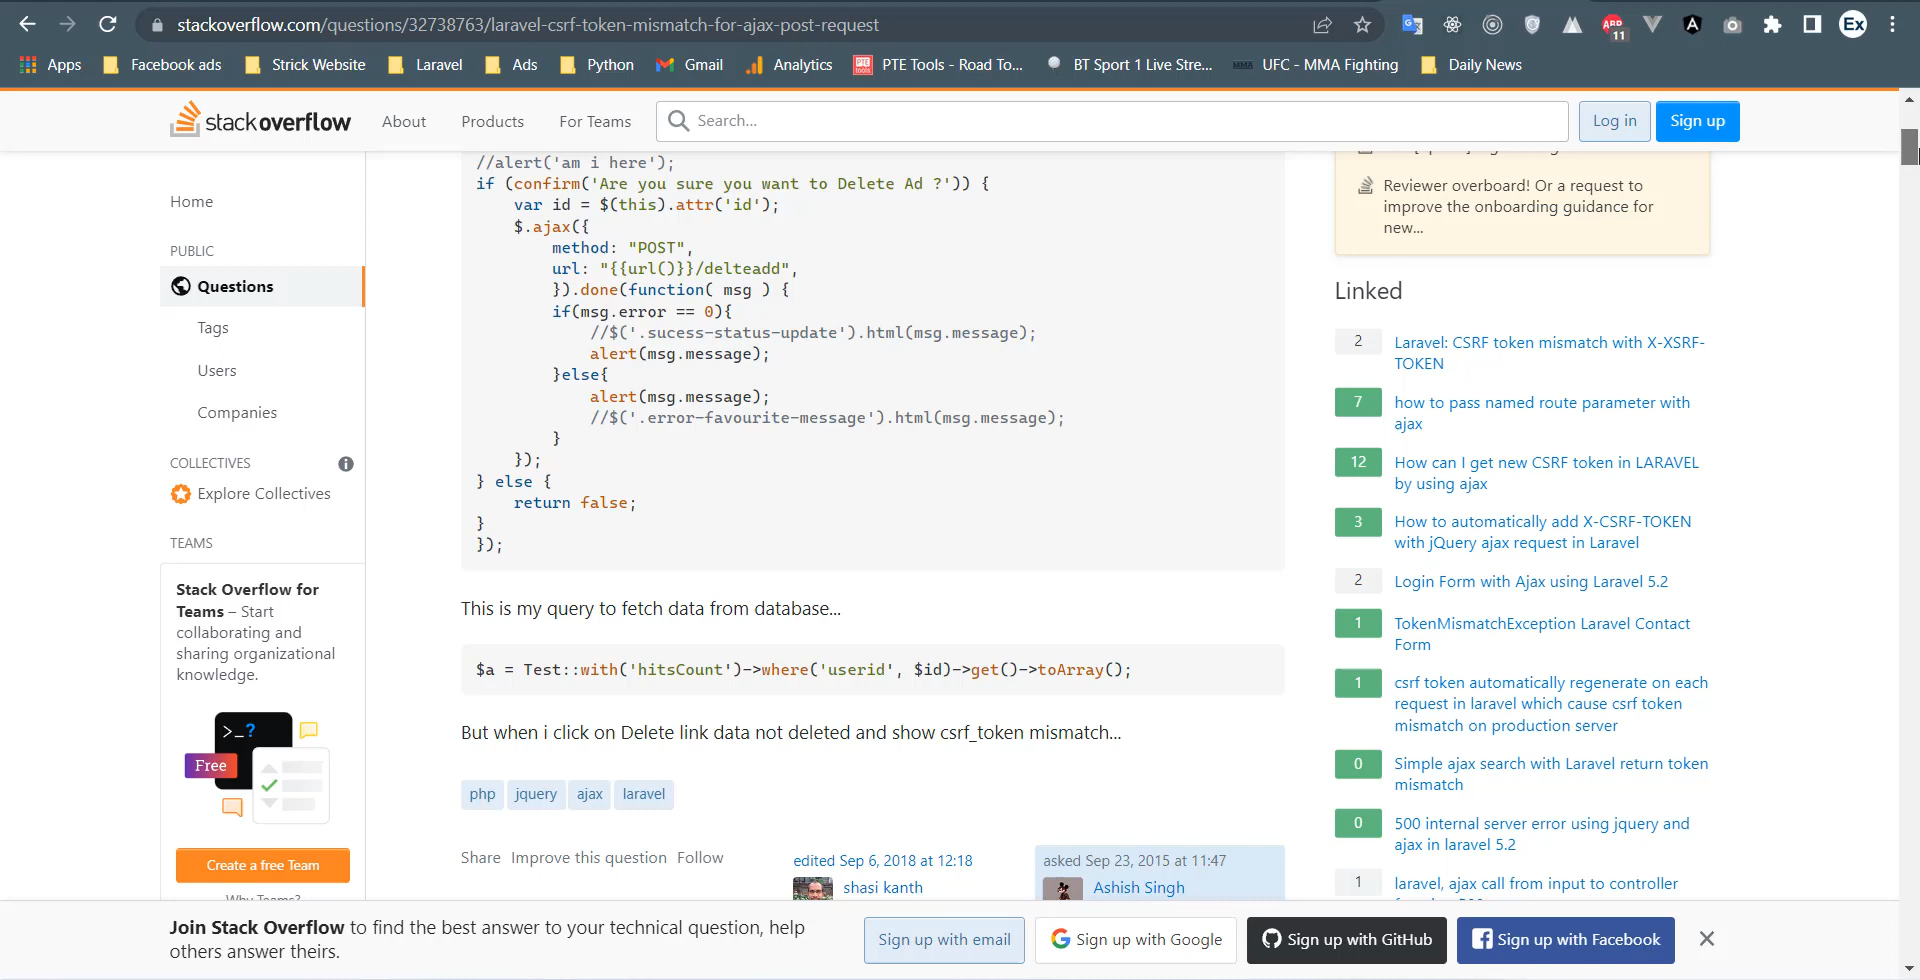 stackoverflow.com/questions/32738763/laravel-csrf-token-mismatch-for-ajax-post-request
ABP
11
Ex
Apps
Facebook ads
Strick Website
Laravel
Ads
Python
Gmail
Analytics
PTE Tools - Road To...
BT Sport 1 Live Stre...
UFC - MMA Fighting
Daily News
stackoverflow
About
Products
For Teams
Search...
Log in
Sign up
Home
PUBLIC
Questions
Tags
Users
Companies
COLLECTIVES
Explore Collectives
TEAMS
Stack Overflow for
Teams – Start
collaborating and
sharing organizational
knowledge.
>_?
Free
Create a free Team
Why Teams?
//alert('am i here');
if (confirm('Are you sure you want to Delete Ad ?')) {
var id = $(this).attr('id');
$.ajax({
method: "POST",
url: "{{url()}}/delteadd",
}).done(function( msg ) {
if(msg.error == 0){
//$('.sucess-status-update').html(msg.message);
alert(msg.message);
}else{
alert(msg.message);
//$('.error-favourite-message').html(msg.message);
}
});
} else {
return false;
}
});
This is my query to fetch data from database...
$a = Test::with('hitsCount')->where('userid', $id)->get()->toArray();
But when i click on Delete link data not deleted and show csrf_token mismatch...
php
jquery
ajax
laravel
Share
Improve this question
Follow
edited Sep 6, 2018 at 12:18
shasi kanth
asked Sep 23, 2015 at 11:47
Ashish Singh
Reviewer overboard! Or a request to
improve the onboarding guidance for
new...
Linked
2
Laravel: CSRF token mismatch with X-XSRF-
TOKEN
7
how to pass named route parameter with
ajax
12
How can I get new CSRF token in LARAVEL
by using ajax
3
How to automatically add X-CSRF-TOKEN
with jQuery ajax request in Laravel
2
Login Form with Ajax using Laravel 5.2
1
TokenMismatchException Laravel Contact
Form
1
csrf token automatically regenerate on each
request in laravel which cause csrf token
mismatch on production server
0
Simple ajax search with Laravel return token
mismatch
0
500 internal server error using jquery and
ajax in laravel 5.2
1
laravel, ajax call from input to controller
Join Stack Overflow to find the best answer to your technical question, help
others answer theirs.
Sign up with email
Sign up with Google
Sign up with GitHub
Sign up with Facebook